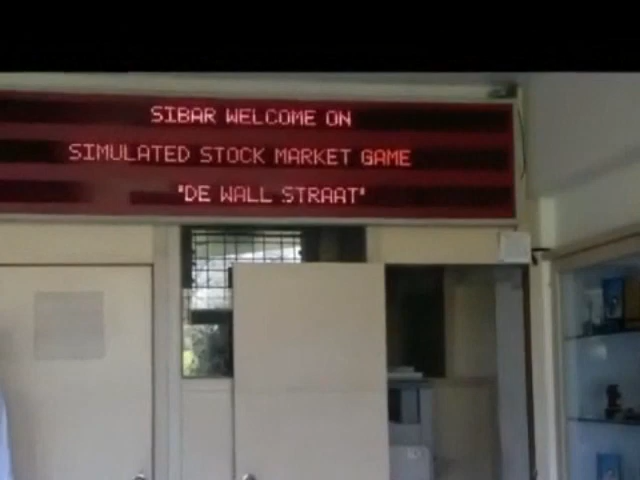 SIBAR WELCOME ON
SIMULATED STOCK MARKET GAME
"DE WALL STRAAT"